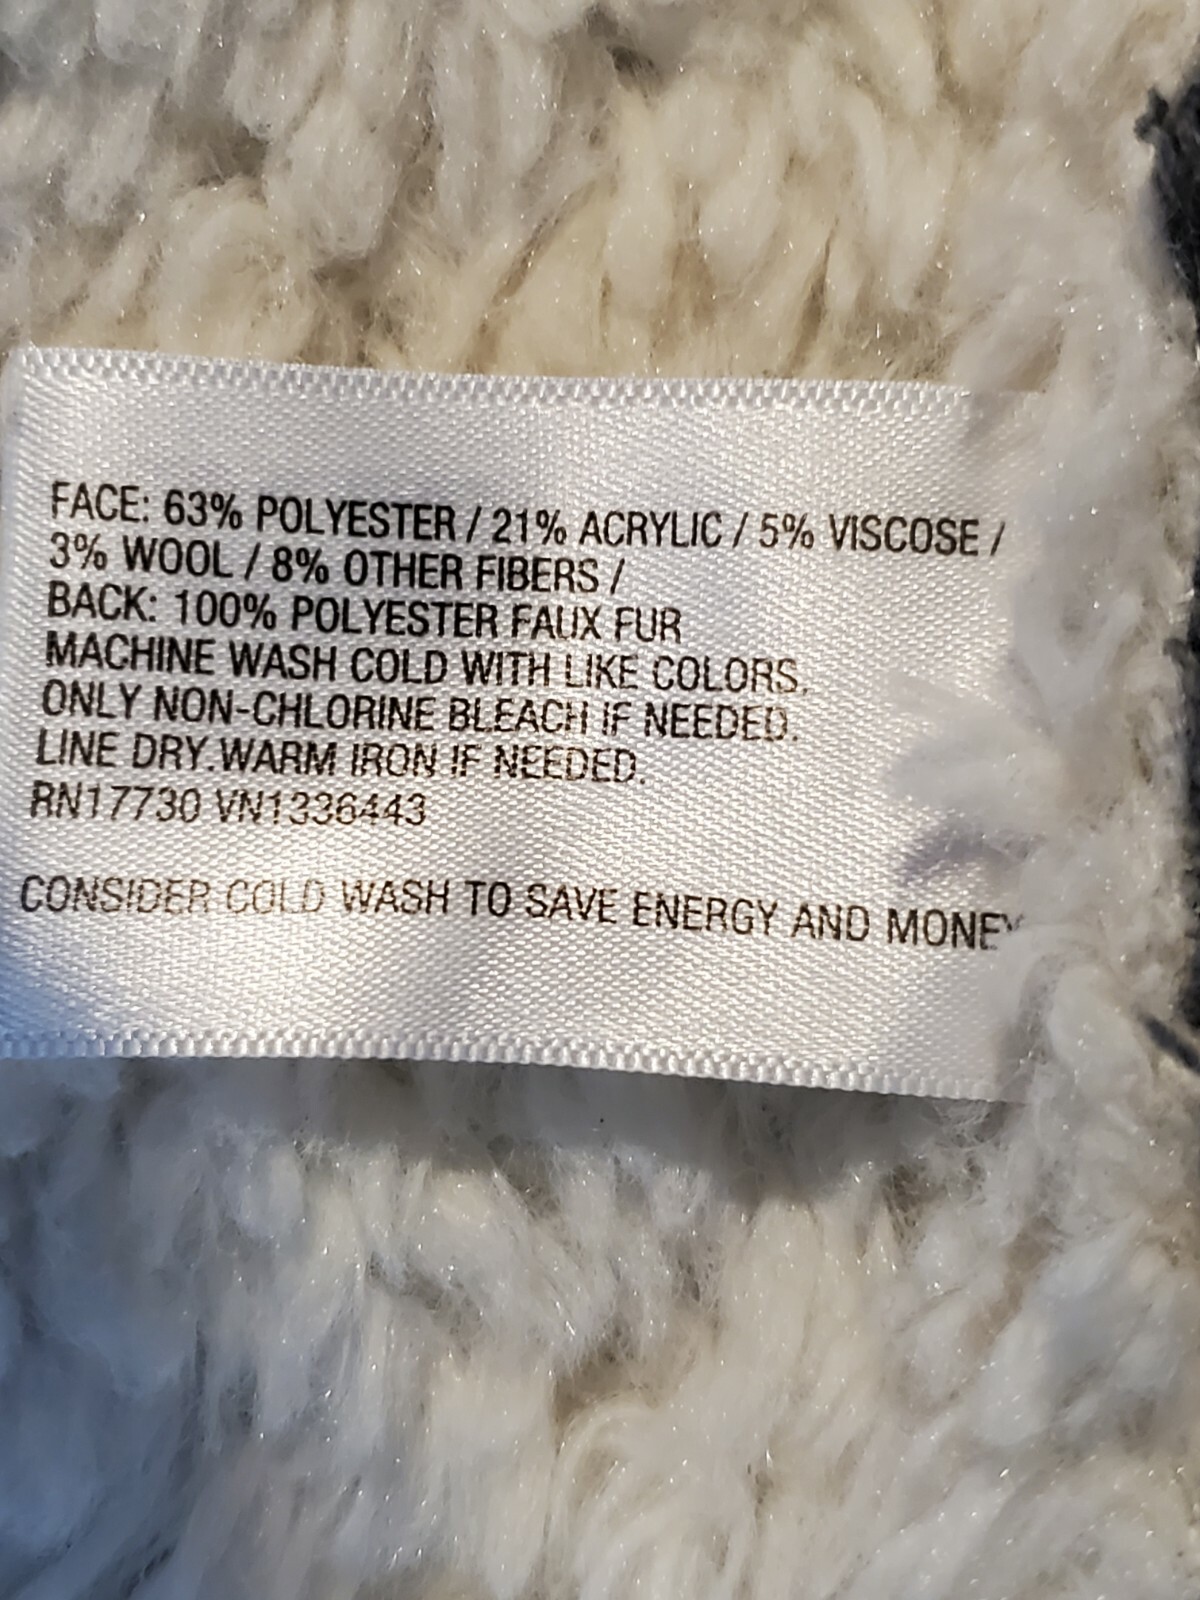 FACE: 63% POLYESTER / 21% ACRYLIC / 5% VISCOSE /
3% WOOL / 8% OTHER FIBERS /
BACK: 100% POLYESTER FAUX FUR
MACHINE WASH COLD WITH LIKE COLORS.
ONLY NON-CHLORINE BLEACH IF NEEDED.
LINE DRY.WARM IRON IF NEEDED.
RN17730 VN1336443

CONSIDER COLD WASH TO SAVE ENERGY AND MONEY